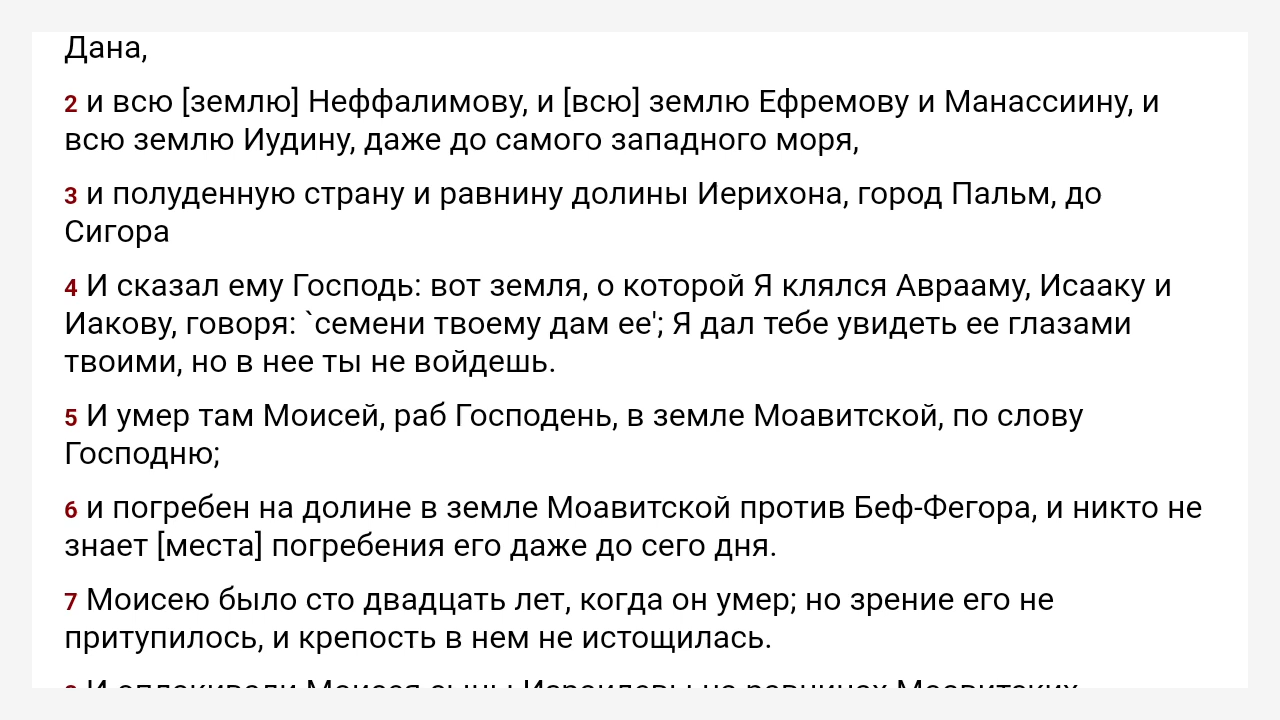 Дана,
2 и всю [землю] Неффалимову, и [всю] землю Ефремову и Манассиину, и
всю землю Иудину, даже до самого западного моря,
3 и полуденную страну и равнину долины Иерихона, город Пальм, до
Сигора
4 И сказал ему Господь: вот земля, о которой Я клялся Аврааму, Исааку и
Иакову, говоря: `семени твоему дам ее'; Я дал тебе увидеть ее глазами
твоими, но в нее ты не войдешь.
5 И умер там Моисей, раб Господень, в земле Моавитской, по слову
Господню;
6 и погребен на долине в земле Моавитской против Беф-Фегора, и никто не
знает [места] погребения его даже до сего дня.
7 Моисею было сто двадцать лет, когда он умер; но зрение его не
притупилось, и крепость в нем не истощилась.